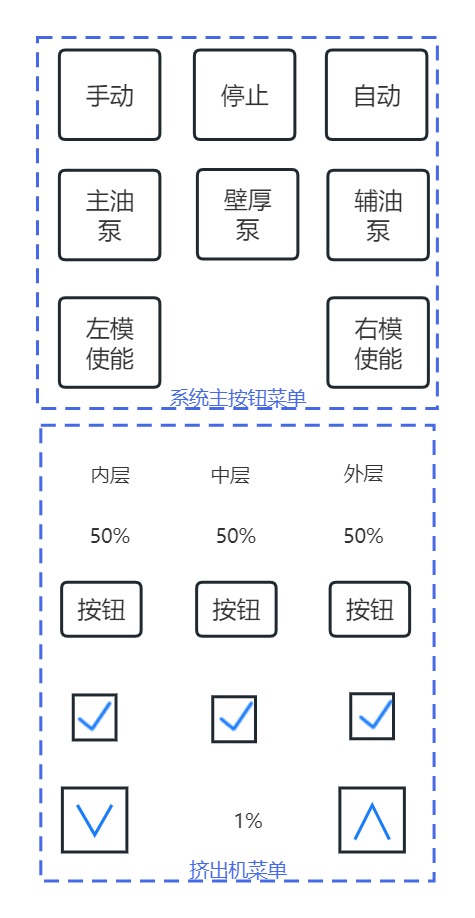 手动
停止
自动
主油
泵
壁厚
泵
辅油
泵
左模
使能
右模
使能
系统主按钮菜单
内层
中层
外层
50%
50%
50%
按钮
按钮
按钮
1%
挤出机菜单